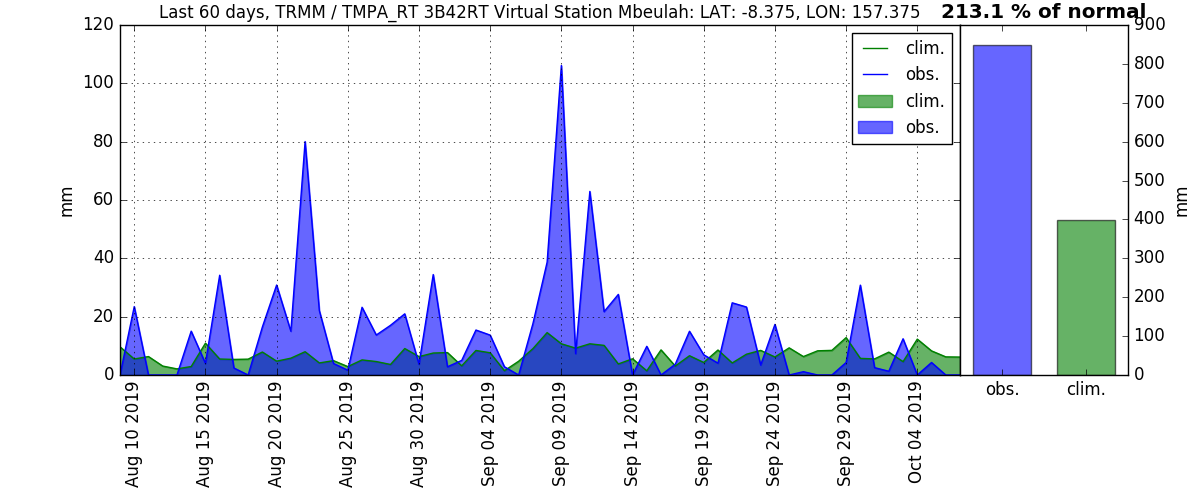 Last 60 days, TRMM / TMPA_RT 3B42RT Virtual Station Mbeulah: LAT: -8.375, LON: 157.375 213.1 % of normal
120
100
80
60
40
20
0
mm
clim.
obs.
clim.
obs.
900
800
700
600
500
400
300
200
100
0
mm
obs. clim.
Aug 10 2019
Aug 15 2019
Aug 20 2019
Aug 25 2019
Aug 30 2019
Sep 04 2019
Sep 09 2019
Sep 14 2019
Sep 19 2019
Sep 24 2019
Sep 29 2019
Oct 04 2019